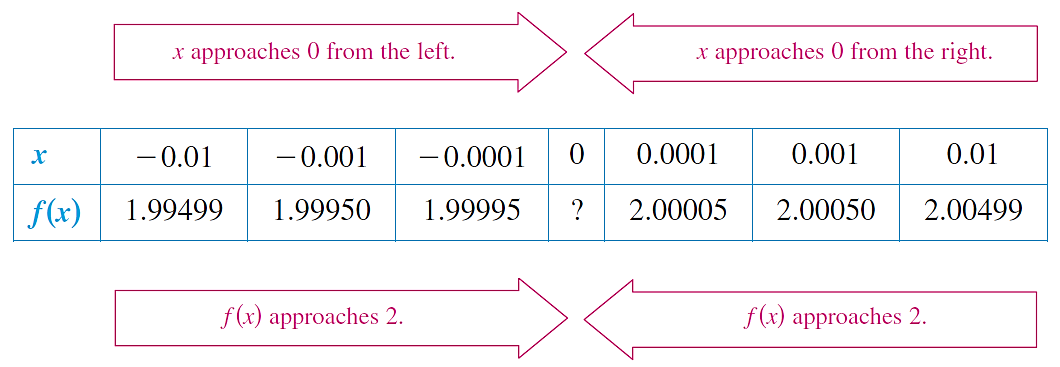 x approaches 0 from the left. x approaches 0 from the right.
x −0.01 −0.001 −0.0001 0 0.0001 0.001 0.01
f(x) 1.99499 1.99950 1.99995 ? 2.00005 2.00050 2.00499
f(x) approaches 2. f(x) approaches 2.